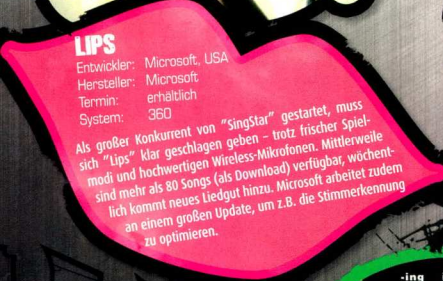 LIPS
Entwickler: Microsoft, USA
Hersteller: Microsoft
Termin: erhältlich
System: 360
Als großer Konkurrent von "SingStar" gestartet, muss
sich "Lips" klar geschlagen geben – trotz frischer Spiel-
modi und hochwertigen Wireless-Mikrofonen. Mittlerweile
sind mehr als 80 Songs (als Download) verfügbar, wöchent-
lich kommt neues Liedgut hinzu. Microsoft arbeitet zudem
an einem großen Update, um z.B. die Stimmerkennung
zu optimieren.
-ing